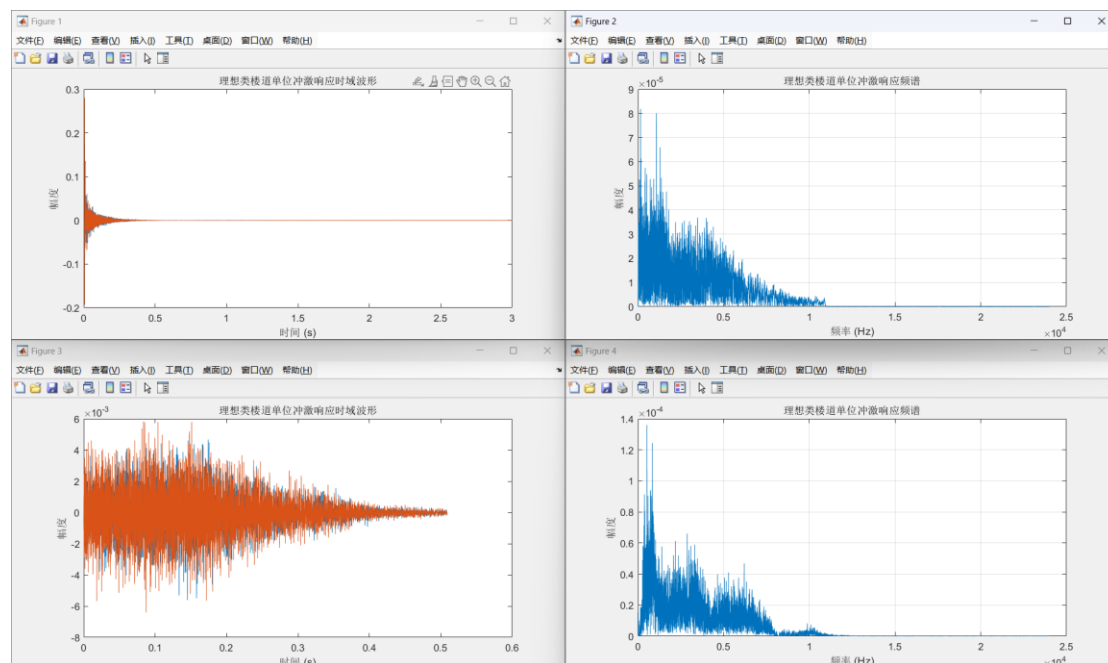 Figure 1
文件(F) 编辑(E) 查看(V) 插入(I) 工具(T) 桌面(D) 窗口(W) 帮助(H)
理想类楼道单位冲激响应时域波形
0.3
0.2
0.1
0
-0.1
-0.2
幅度
0 0.5 1 1.5 2 2.5 3
时间 (s)
Figure 2
文件(F) 编辑(E) 查看(V) 插入(I) 工具(T) 桌面(D) 窗口(W) 帮助(H)
×10-5
理想类楼道单位冲激响应频谱
9
8
7
6
5
4
3
2
1
0
幅度
0 0.5 1 1.5 2 2.5
频率 (Hz)
×104
Figure 3
文件(F) 编辑(E) 查看(V) 插入(I) 工具(T) 桌面(D) 窗口(W) 帮助(H)
×10-3
理想类楼道单位冲激响应时域波形
6
4
2
0
-2
-4
-6
-8
幅度
0 0.1 0.2 0.3 0.4 0.5 0.6
时间 (s)
Figure 4
文件(F) 编辑(E) 查看(V) 插入(I) 工具(T) 桌面(D) 窗口(W) 帮助(H)
×10-4
理想类楼道单位冲激响应频谱
1.4
1.2
1
0.8
0.6
0.4
0.2
0
幅度
0 0.5 1 1.5 2 2.5
频率 (Hz)
×104